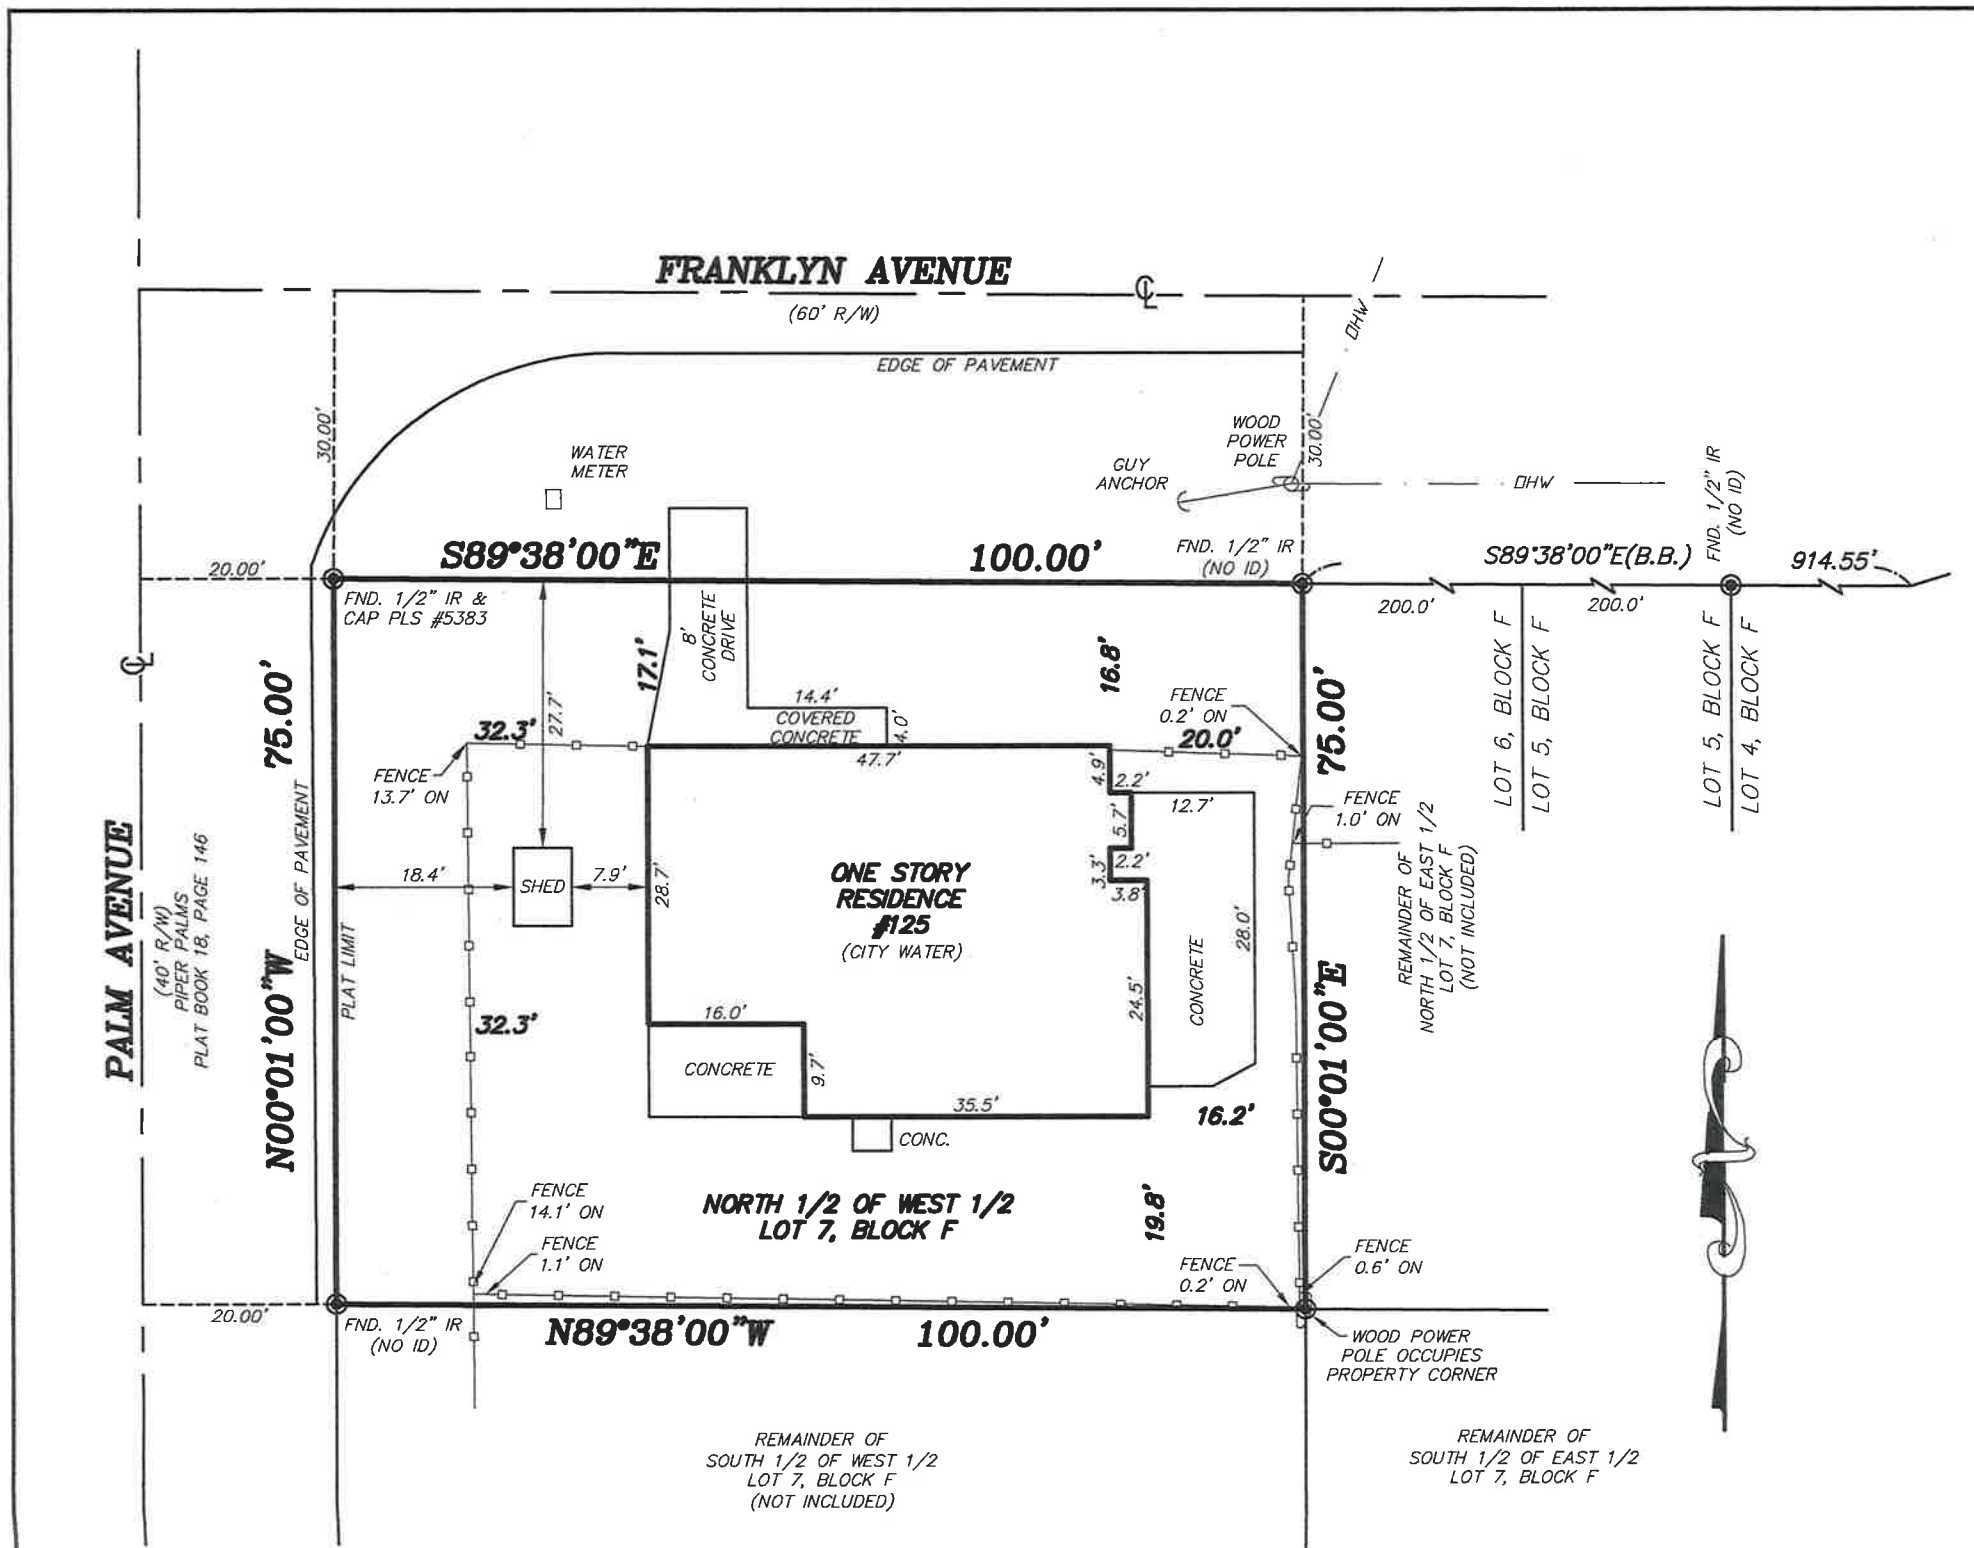 FRANKLYN AVENUE
(60' R/W)
℄
EDGE OF PAVEMENT
OHW
30.00'
30.00'
WATER
METER
WOOD
POWER
POLE
GUY
ANCHOR
OHW
FND. 1/2" IR
(NO ID)
S89°38'00"E
100.00'
FND. 1/2" IR
(NO ID)
S89°38'00"E(B.B.)
914.55'
20.00'
200.0'
200.0'
FND. 1/2" IR &
CAP PLS #5383
LOT 6, BLOCK F
LOT 5, BLOCK F
LOT 5, BLOCK F
LOT 4, BLOCK F
℄
8'
CONCRETE
DRIVE
17.1'
16.8'
75.00'
75.00'
27.7'
32.3'
14.4'
COVERED
CONCRETE
4.0'
FENCE
0.2' ON
20.0'
FENCE
13.7' ON
47.7'
4.9'
2.2'
12.7'
FENCE
1.0' ON
5.7'
2.2'
3.3'
3.8'
PALM AVENUE
(40' R/W)
PIPER PALMS
PLAT BOOK 18, PAGE 146
EDGE OF PAVEMENT
PLAT LIMIT
N00°01'00"W
18.4'
SHED
7.9'
28.7'
ONE STORY
RESIDENCE
#125
(CITY WATER)
28.0'
CONCRETE
24.5'
REMAINDER OF
NORTH 1/2 OF EAST 1/2
LOT 7, BLOCK F
(NOT INCLUDED)
S00°01'00"E
32.3'
16.0'
CONCRETE
9.7'
35.5'
16.2'
CONC.
FENCE
14.1' ON
NORTH 1/2 OF WEST 1/2
LOT 7, BLOCK F
19.8'
FENCE
1.1' ON
FENCE
0.2' ON
FENCE
0.6' ON
20.00'
FND. 1/2" IR
(NO ID)
N89°38'00"W
100.00'
WOOD POWER
POLE OCCUPIES
PROPERTY CORNER
REMAINDER OF
SOUTH 1/2 OF WEST 1/2
LOT 7, BLOCK F
(NOT INCLUDED)
REMAINDER OF
SOUTH 1/2 OF EAST 1/2
LOT 7, BLOCK F